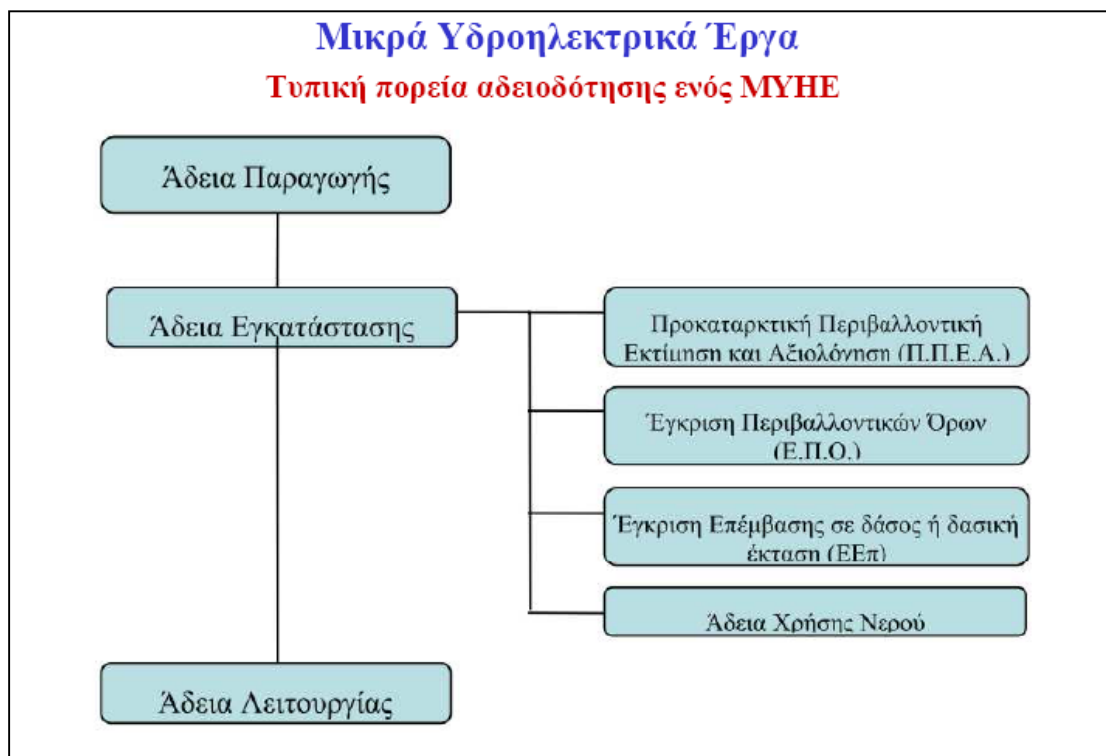 Μικρά Υδροηλεκτρικά Έργα
Τυπική πορεία αδειοδότησης ενός ΜΥΗΕ
Άδεια Παραγωγής
Άδεια Εγκατάστασης
Προκαταρκτική Περιβαλλοντική
Εκτίμηση και Αξιολόγηση (Π.Π.Ε.Α.)
Έγκριση Περιβαλλοντικών Όρων
(Ε.Π.Ο.)
Έγκριση Επέμβασης σε δάσος ή δασική
έκταση (ΕΕπ)
Άδεια Χρήσης Νερού
Άδεια Λειτουργίας